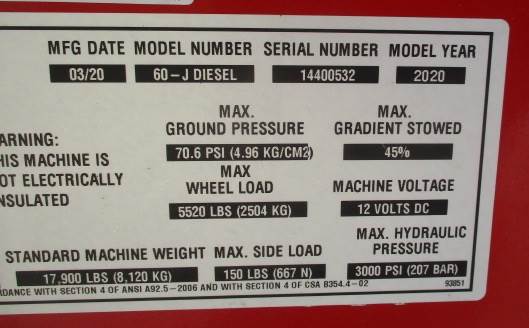 MFG DATE MODEL NUMBER SERIAL NUMBER MODEL YEAR
03/20 60-J DIESEL 14400532 2020
MAX. GROUND PRESSURE
70.6 PSI (4.96 KG/CM2)
MAX. GRADIENT STOWED
45%
ARNING:
HIS MACHINE IS
OT ELECTRICALLY
NSULATED
MAX
WHEEL LOAD
5520 LBS (2504 KG)
MACHINE VOLTAGE
12 VOLTS DC
STANDARD MACHINE WEIGHT
17,900 LBS (8,120 KG)
MAX. SIDE LOAD
150 LBS (667 N)
MAX. HYDRAULIC
PRESSURE
3000 PSI (207 BAR)
RDANCE WITH SECTION 4 OF ANSI A92.5-2006 AND WITH SECTION 4 OF CSA B354.4-02
93851